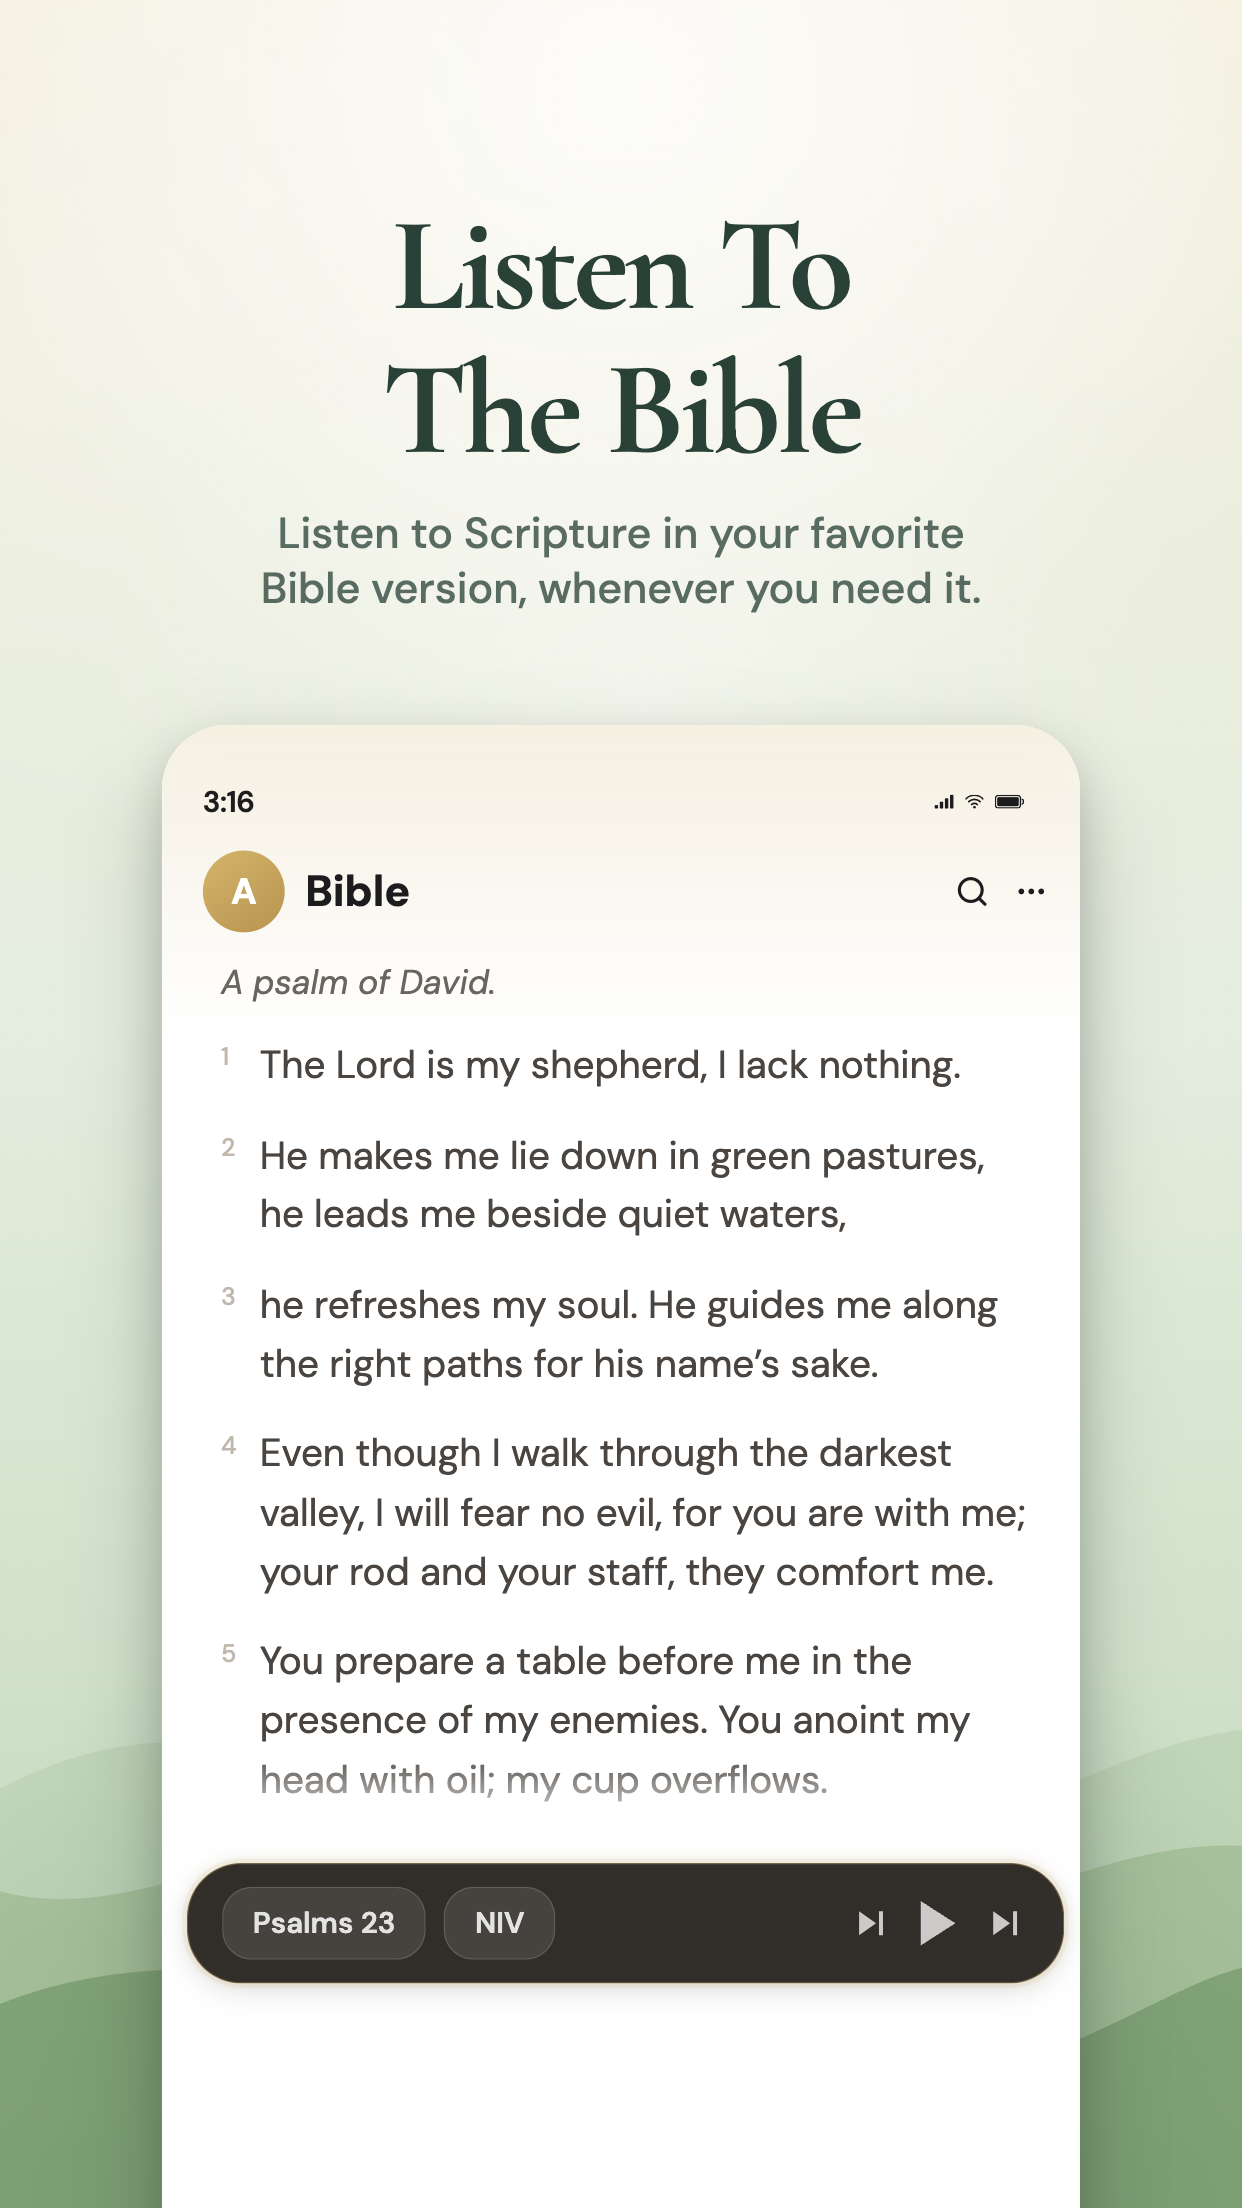 Listen To
The Bible
Listen to Scripture in your favorite
Bible version, whenever you need it.
3:16
A Bible
A psalm of David.
1 The Lord is my shepherd, I lack nothing.
2 He makes me lie down in green pastures,
he leads me beside quiet waters,
3 he refreshes my soul. He guides me along
the right paths for his name’s sake.
4 Even though I walk through the darkest
valley, I will fear no evil, for you are with me;
your rod and your staff, they comfort me.
5 You prepare a table before me in the
presence of my enemies. You anoint my
head with oil; my cup overflows.
Psalms 23 NIV